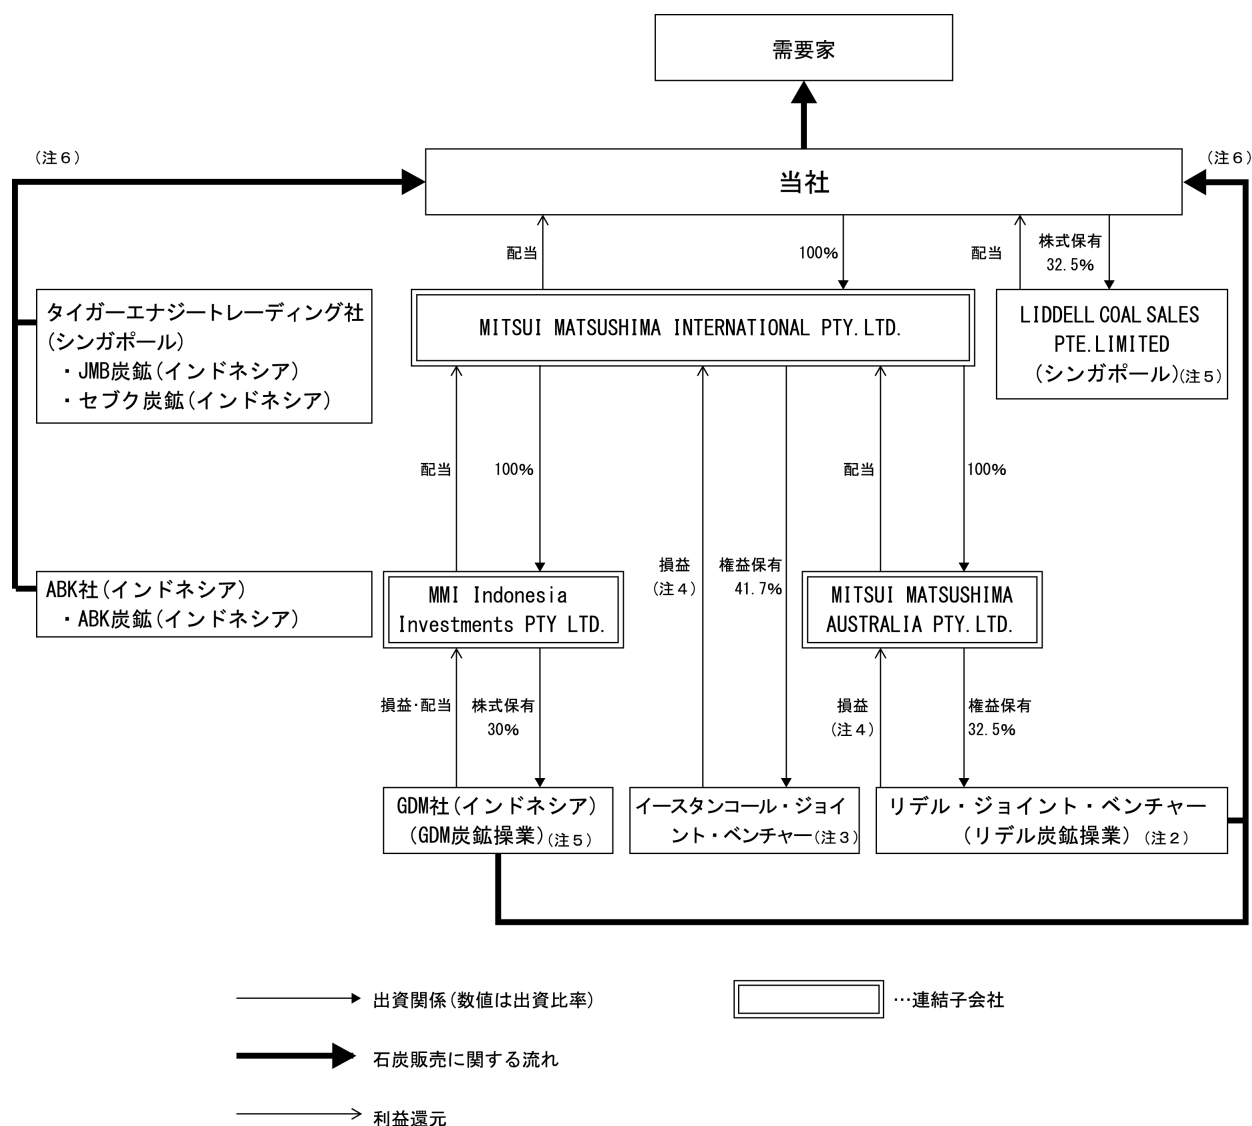 需要家
(注6)
(注6)
当社
配当
100%
配当
株式保有
32.5%
タイガーエナジートレーディング社
(シンガポール)
・JMB炭鉱(インドネシア)
・セブク炭鉱(インドネシア)
MITSUI MATSUSHIMA INTERNATIONAL PTY.LTD.
LIDDELL COAL SALES
PTE.LIMITED
(シンガポール)(注5)
配当
100%
配当
100%
損益
(注4)
権益保有
41.7%
ABK社(インドネシア)
・ABK炭鉱(インドネシア)
MMI Indonesia
Investments PTY LTD.
MITSUI MATSUSHIMA
AUSTRALIA PTY.LTD.
損益・配当
株式保有
30%
損益
(注4)
権益保有
32.5%
GDM社(インドネシア)
(GDM炭鉱操業)(注5)
イースタンコール・ジョイ
ント・ベンチャー(注3)
リデル・ジョイント・ベンチャー
(リデル炭鉱操業)(注2)
出資関係(数値は出資比率)
…連結子会社
石炭販売に関する流れ
利益還元